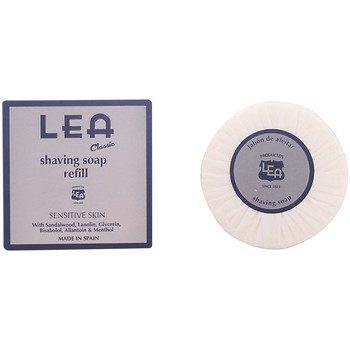 LEA
Classic
shaving soap
refill
LEA
SENSITIVE SKIN
With Sandalwood, Lanolin, Glycerin,
Bisabolol, Allantoin & Menthol
MADE IN SPAIN
Jabón de afeitar
PRODUCTOS
LEA
SINCE 1823
shaving soap